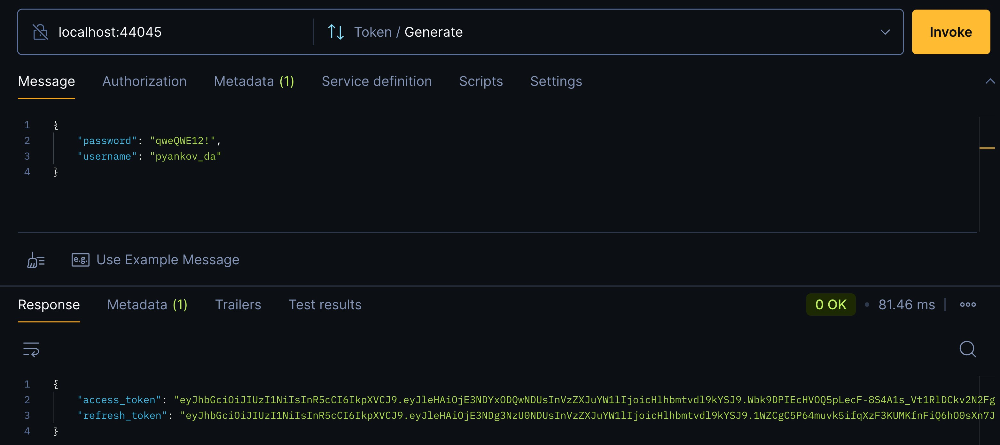 localhost:44045 Token / Generate Invoke
Message Authorization Metadata (1) Service definition Scripts Settings
1 {
2 "password": "qweQWE12!",
3 "username": "pyankov_da"
4 }
e.g. Use Example Message
Response Metadata (1) Trailers Test results 0 OK • 81.46 ms
1 {
2 "access_token": "eyJhbGciOiJIUzI1NiIsInR5cCI6IkpXVCJ9.eyJleHAiOjE3NDYxODQwNDUsInVzZXJuYW1lIjoicHlhbmtvdl9kYSJ9.Wbk9DPIEcHVOQ5pLecF-8S4A1s_Vt1RlDCkv2N2Fg
3 "refresh_token": "eyJhbGciOiJIUzI1NiIsInR5cCI6IkpXVCJ9.eyJleHAiOjE3NDg3NzU0NDUsInVzZXJuYW1lIjoicHlhbmtvdl9kYSJ9.1WZCgC5P64muvk5ifqXzF3KUMKfnFiQ6hO0sXn7J
4 }